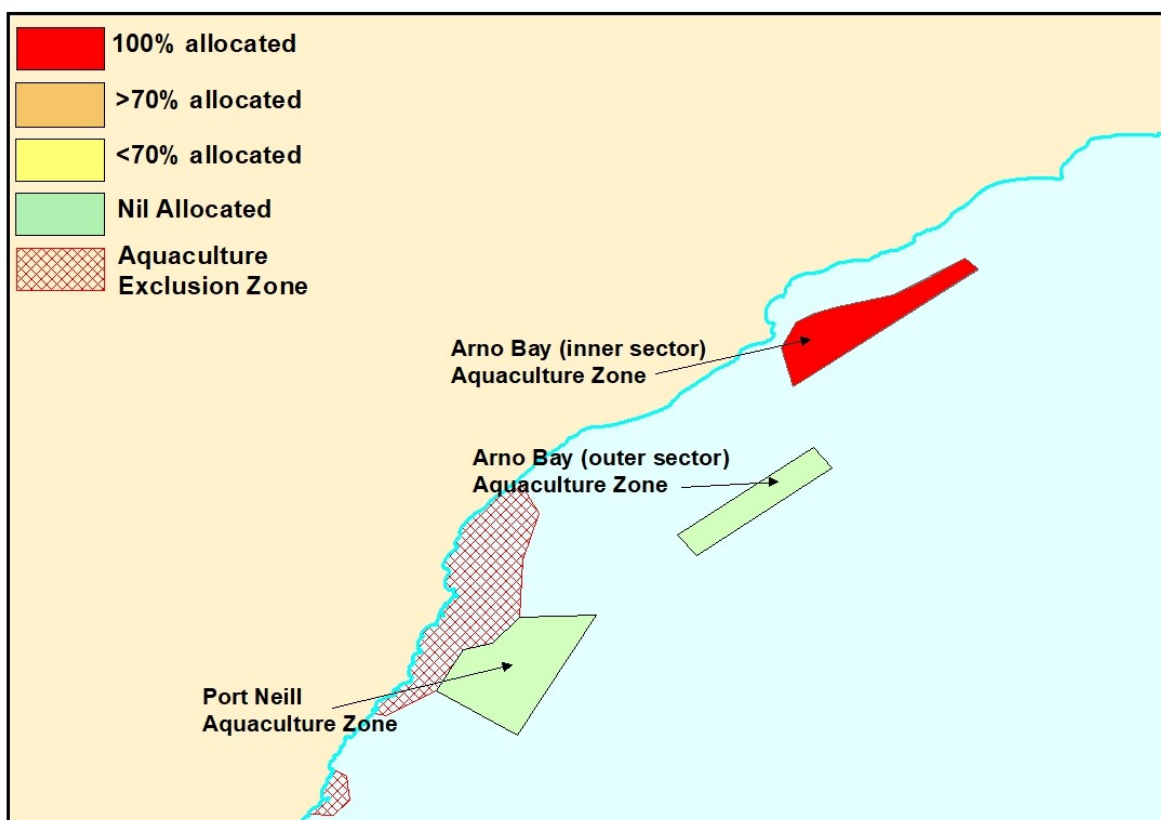 100% allocated
>70% allocated
<70% allocated
Nil Allocated
Aquaculture
Exclusion Zone
Arno Bay (inner sector)
Aquaculture Zone
Arno Bay (outer sector)
Aquaculture Zone
Port Neill
Aquaculture Zone